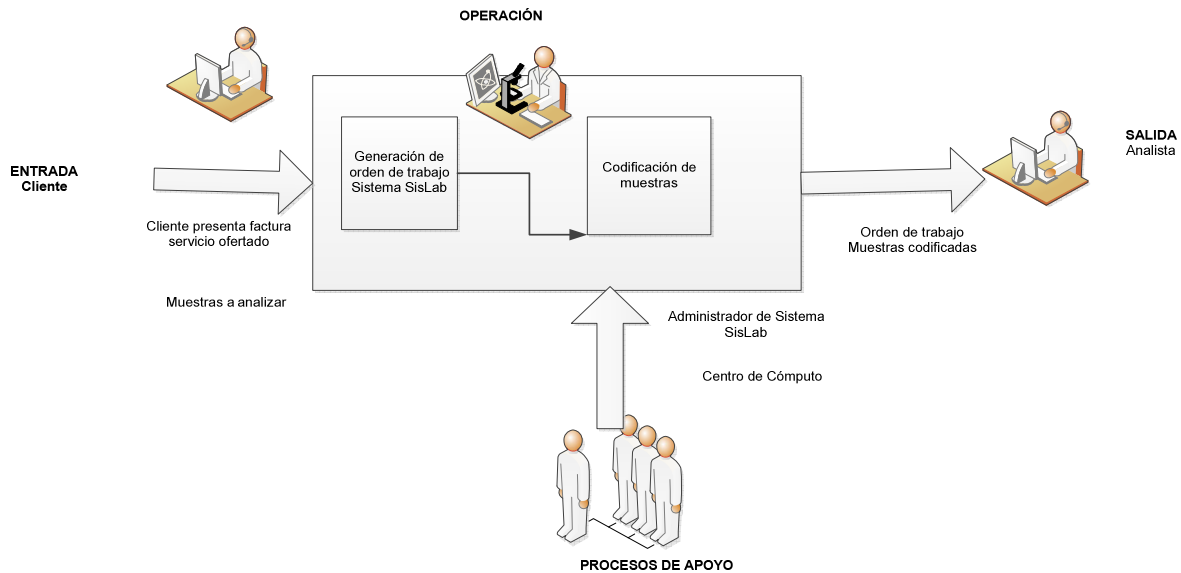 OPERACIÓN
ENTRADA
Cliente
Cliente presenta factura
servicio ofertado
Muestras a analizar
Generación de
orden de trabajo
Sistema SisLab
Codificación de
muestras
SALIDA
Analista
Orden de trabajo
Muestras codificadas
Administrador de Sistema
SisLab
Centro de Cómputo
PROCESOS DE APOYO